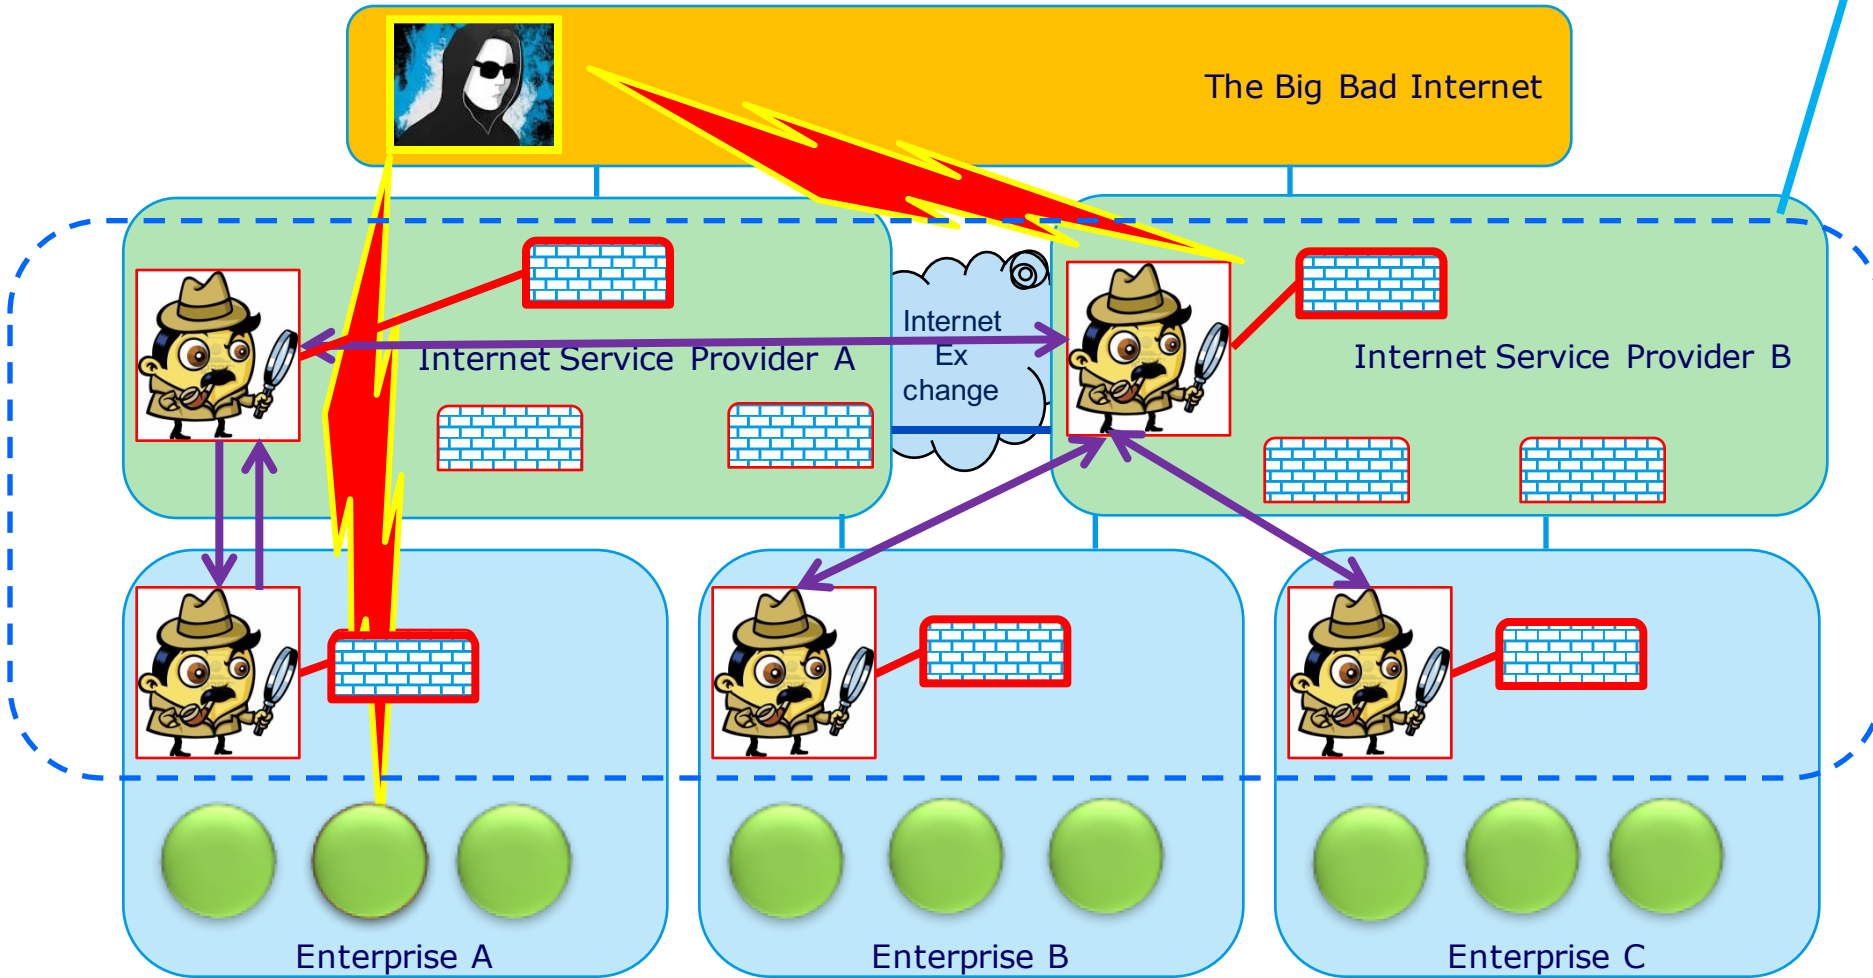 The Big Bad Internet
Internet Service Provider A
Internet
Ex
change
Internet Service Provider B
Enterprise A
Enterprise B
Enterprise C